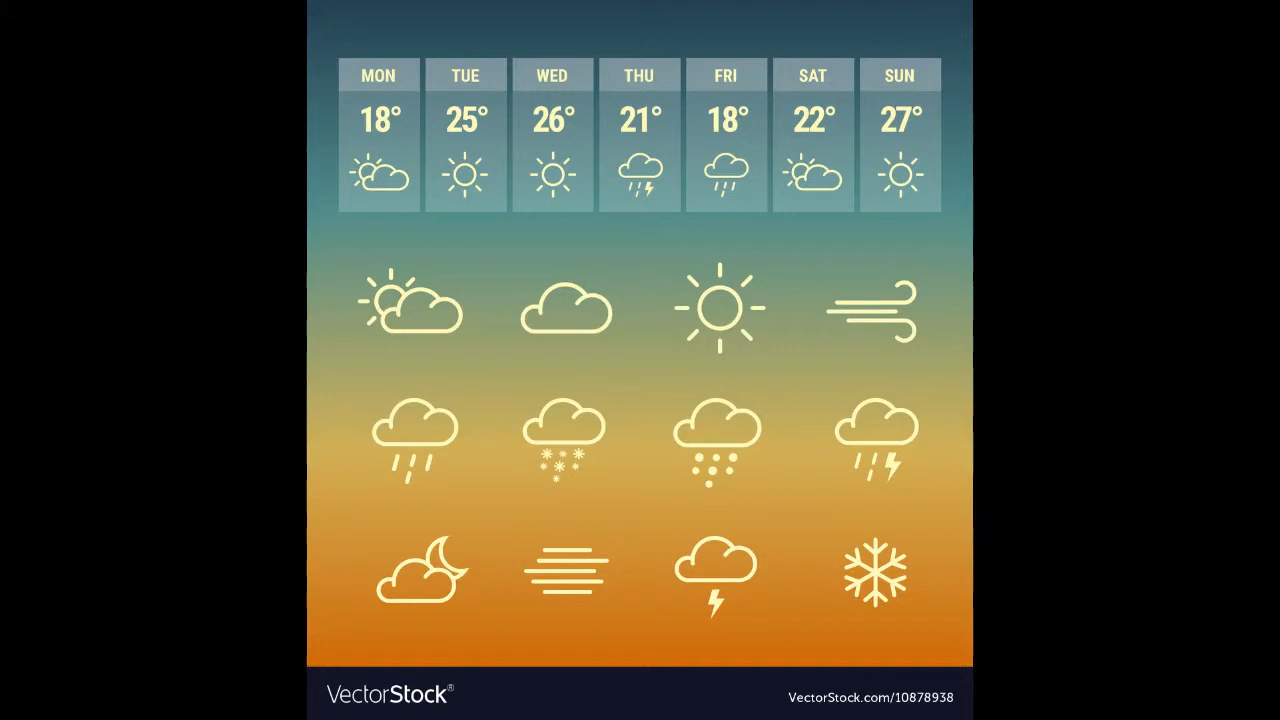 MON TUE WED THU FRI SAT SUN
18° 25° 26° 21° 18° 22° 27°
VectorStock®
VectorStock.com/10878938